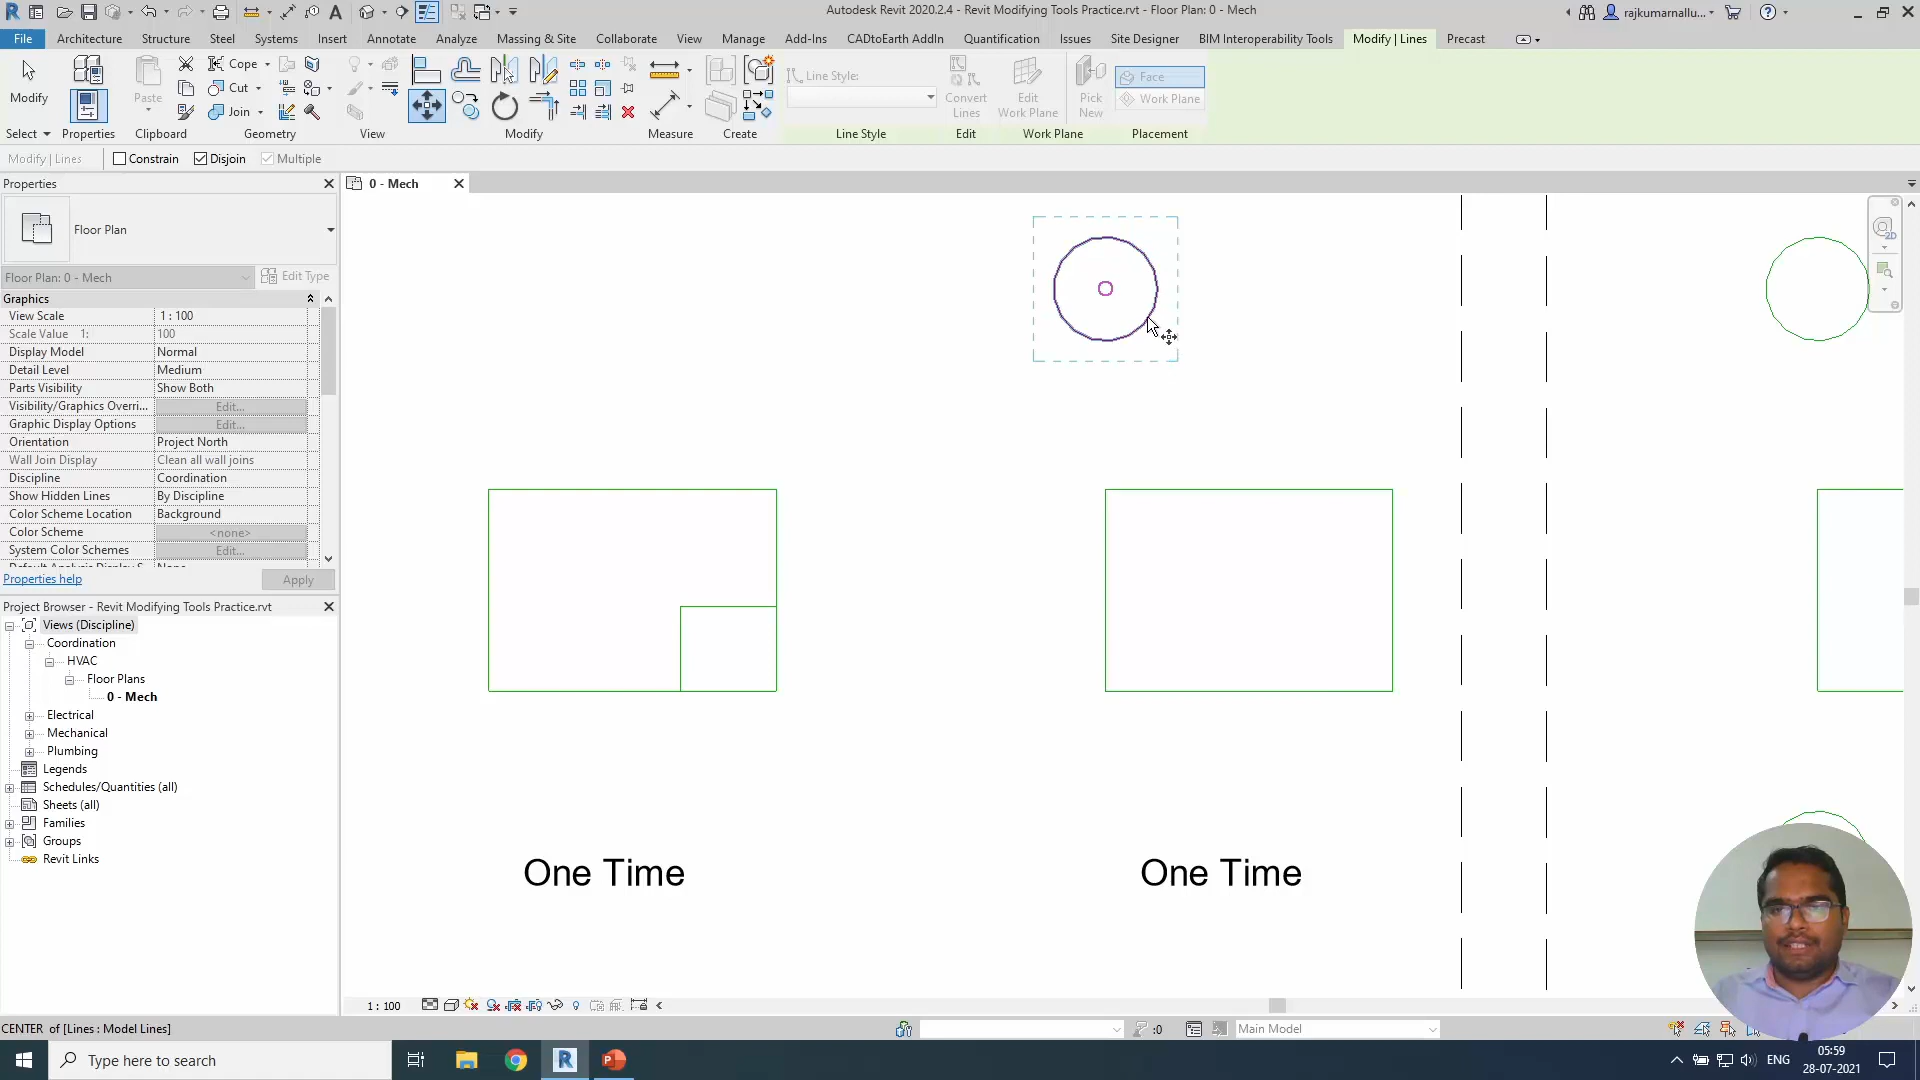 Autodesk Revit 2020.2.4 - Revit Modifying Tools Practice.rvt - Floor Plan: 0 - Mech
rajkumarnallu...
File Architecture Structure Steel Systems Insert Annotate Analyze Massing & Site Collaborate View Manage Add-Ins CADtoEarth AddIn Quantification Issues Site Designer BIM Interoperability Tools Modify | Lines Precast
Modify
Paste
Cope
Cut
Join
Line Style:
Convert Lines
Edit Work Plane
Pick New
Face
Work Plane
Select Properties Clipboard Geometry View Modify Measure Create Line Style Edit Work Plane Placement
Modify | Lines Constrain Disjoin Multiple
Properties
0 - Mech
Floor Plan
Floor Plan: 0 - Mech Edit Type
Graphics
View Scale 1 : 100
Scale Value 1: 100
Display Model Normal
Detail Level Medium
Parts Visibility Show Both
Visibility/Graphics Overri... Edit...
Graphic Display Options Edit...
Orientation Project North
Wall Join Display Clean all wall joins
Discipline Coordination
Show Hidden Lines By Discipline
Color Scheme Location Background
Color Scheme <none>
System Color Schemes Edit...
Properties help Apply
Project Browser - Revit Modifying Tools Practice.rvt
Views (Discipline)
Coordination
HVAC
Floor Plans
0 - Mech
Electrical
Mechanical
Plumbing
Legends
Schedules/Quantities (all)
Sheets (all)
Families
Groups
Revit Links
One Time One Time
1 : 100
CENTER of [Lines : Model Lines]
:0
Main Model
Type here to search
ENG
05:59
28-07-2021